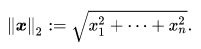 ‖𝒙‖₂ := √(x₁² + ⋯ + xₙ²).